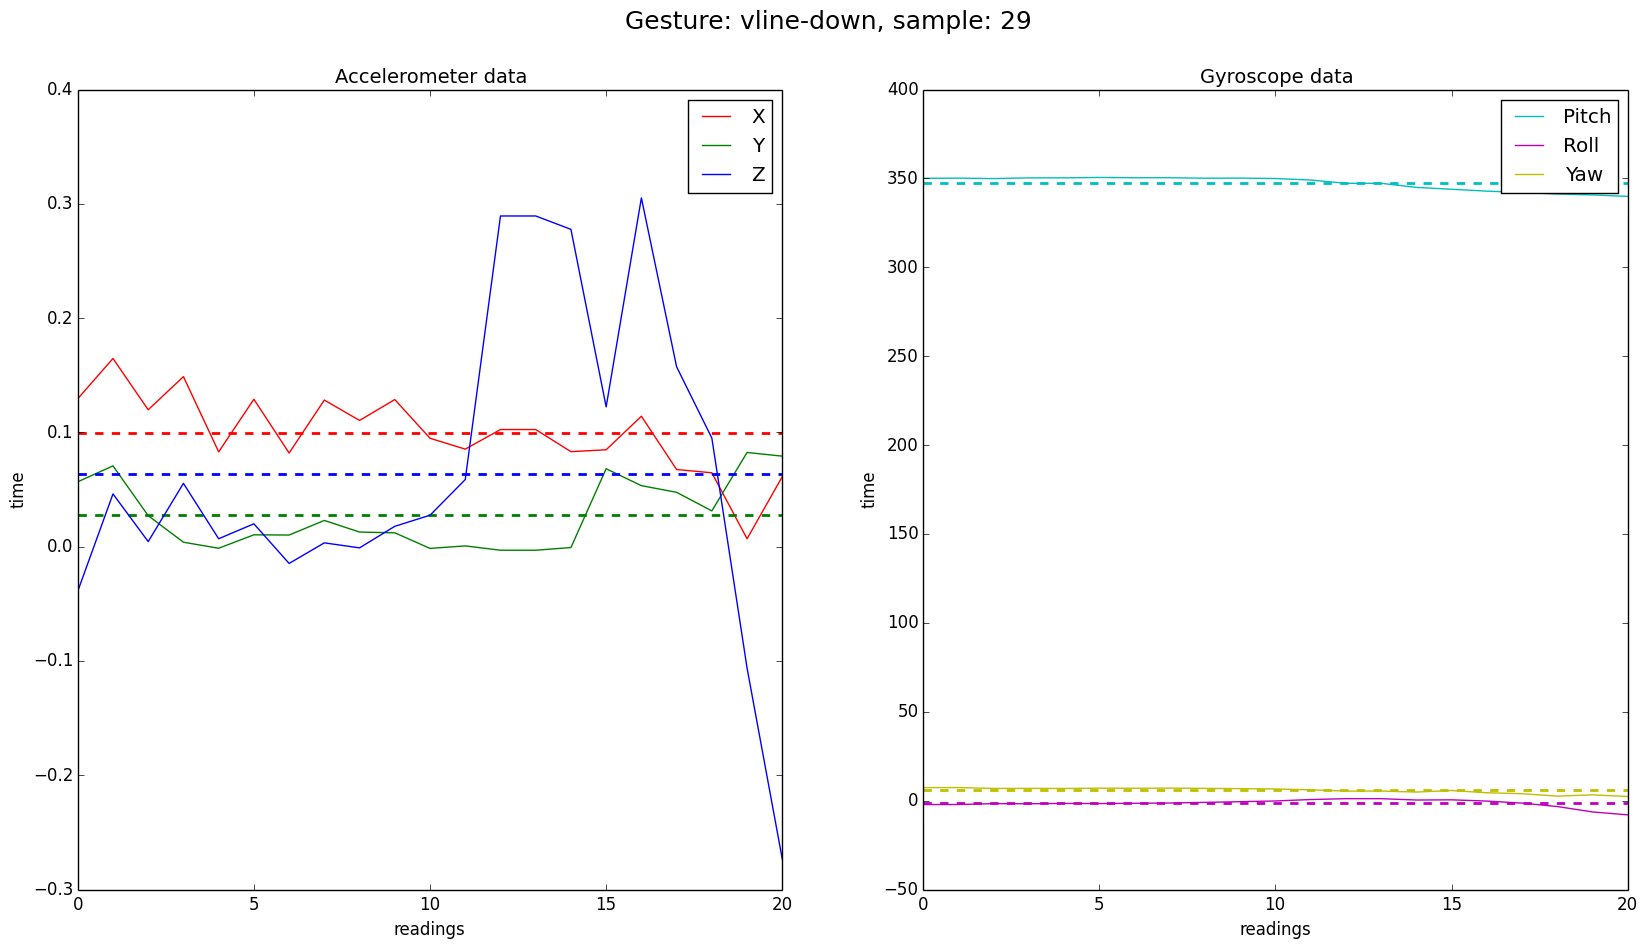 Gesture: vline-down, sample: 29
Accelerometer data
0.4
0.3
0.2
0.1
0.0
−0.1
−0.2
−0.3
time
0
5
10
15
20
readings
X
Y
Z
Gyroscope data
400
350
300
250
200
150
100
50
0
−50
time
0
5
10
15
20
readings
Pitch
Roll
Yaw